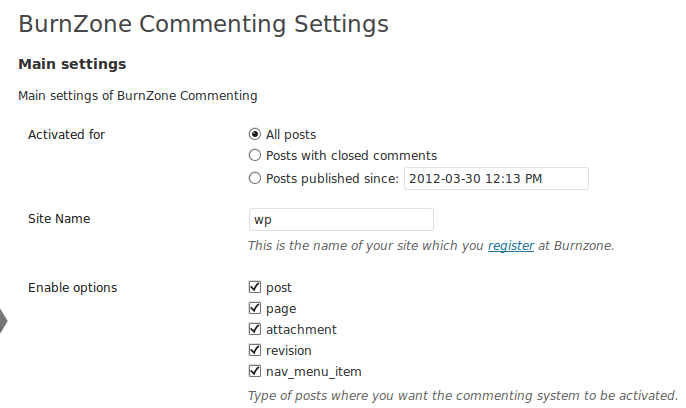 BurnZone Commenting Settings
Main settings
Main settings of BurnZone Commenting
Activated for
All posts
Posts with closed comments
Posts published since: 2012-03-30 12:13 PM
Site Name
wp
This is the name of your site which you register at Burnzone.
Enable options
post
page
attachment
revision
nav_menu_item
Type of posts where you want the commenting system to be activated.